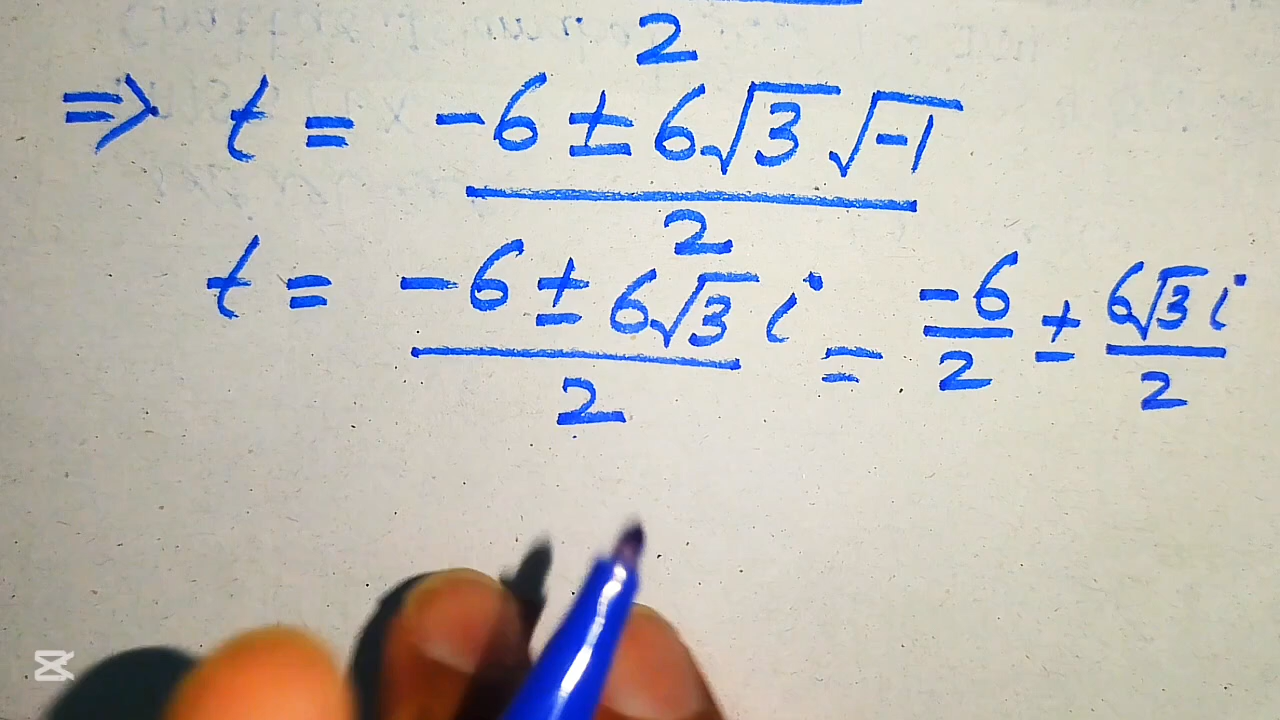 2
=> t = -6 ± 6√3 √-1
2
t = -6 ± 6√3 i = -6 ± 6√3 i
2 2 2